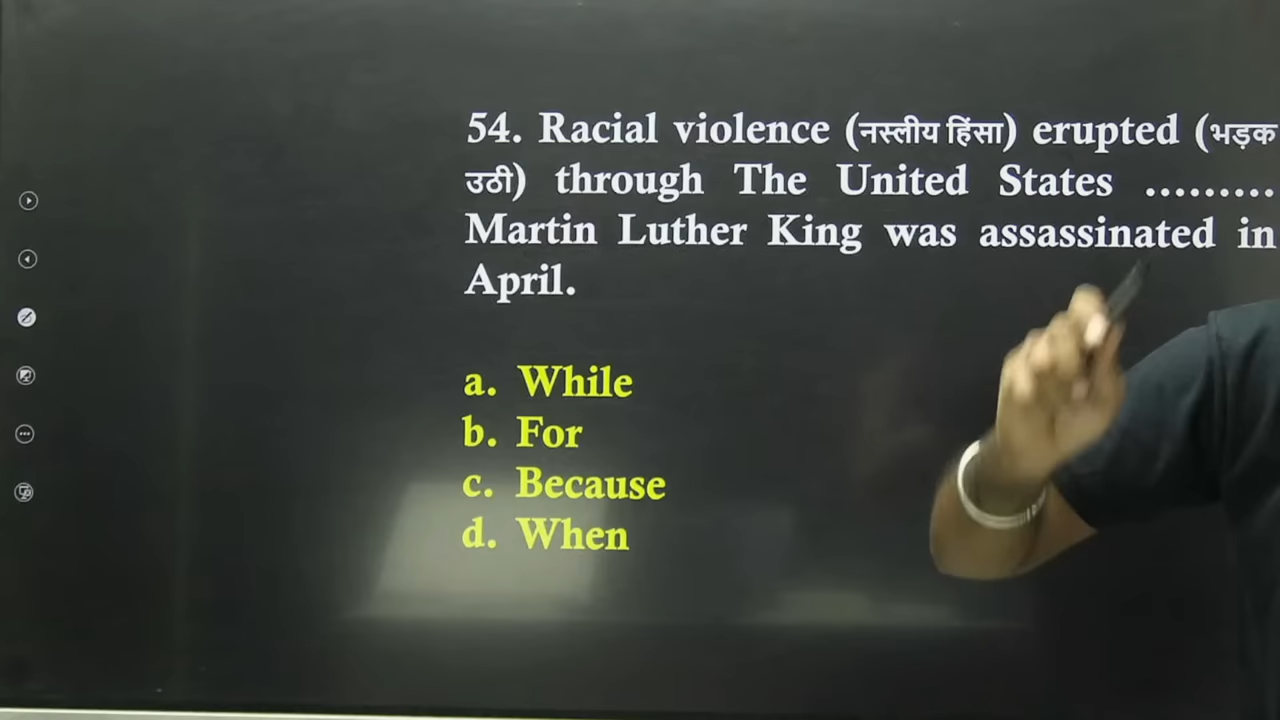 54. Racial violence (नस्लीय हिंसा) erupted (भड़क
उठी) through The United States .........
Martin Luther King was assassinated in
April.
a. While
b. For
c. Because
d. When